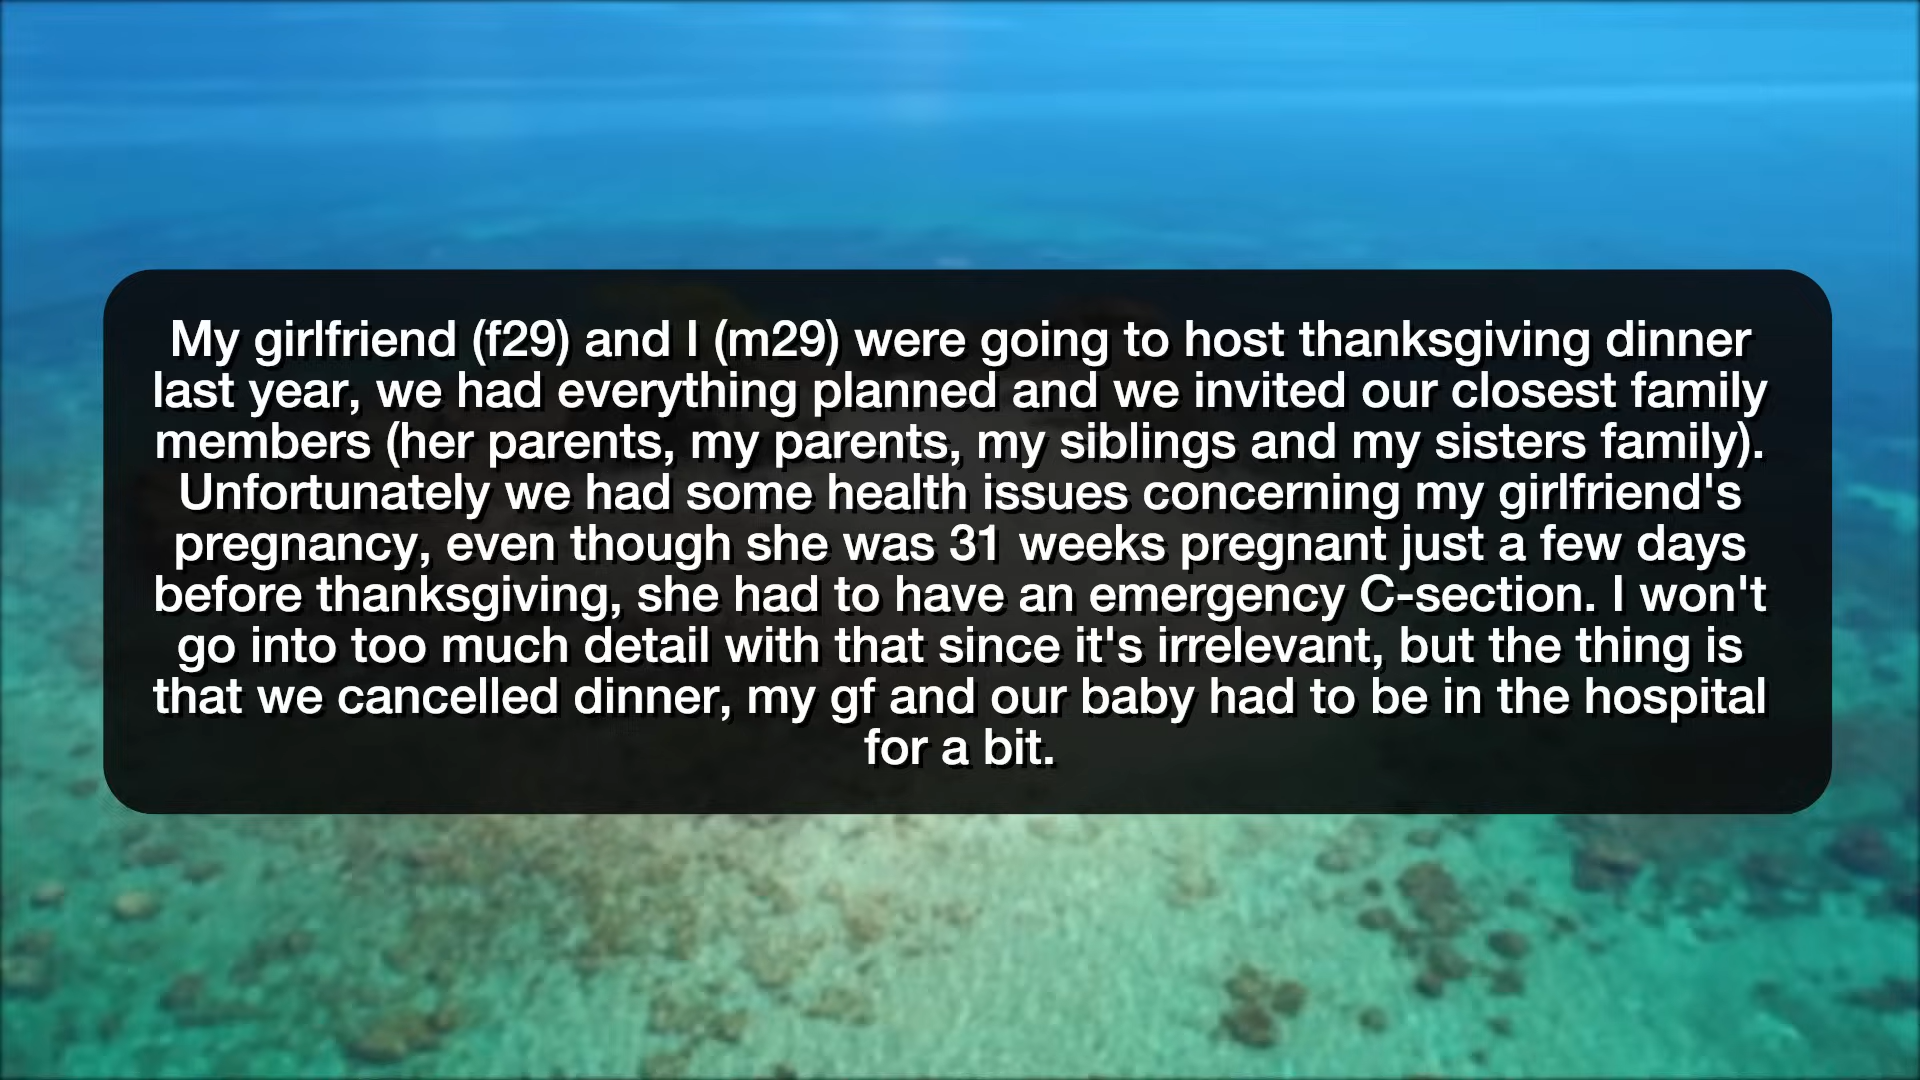 My girlfriend (f29) and I (m29) were going to host thanksgiving dinner
last year, we had everything planned and we invited our closest family
members (her parents, my parents, my siblings and my sisters family).
Unfortunately we had some health issues concerning my girlfriend's
pregnancy, even though she was 31 weeks pregnant just a few days
before thanksgiving, she had to have an emergency C-section. I won't
go into too much detail with that since it's irrelevant, but the thing is
that we cancelled dinner, my gf and our baby had to be in the hospital
for a bit.